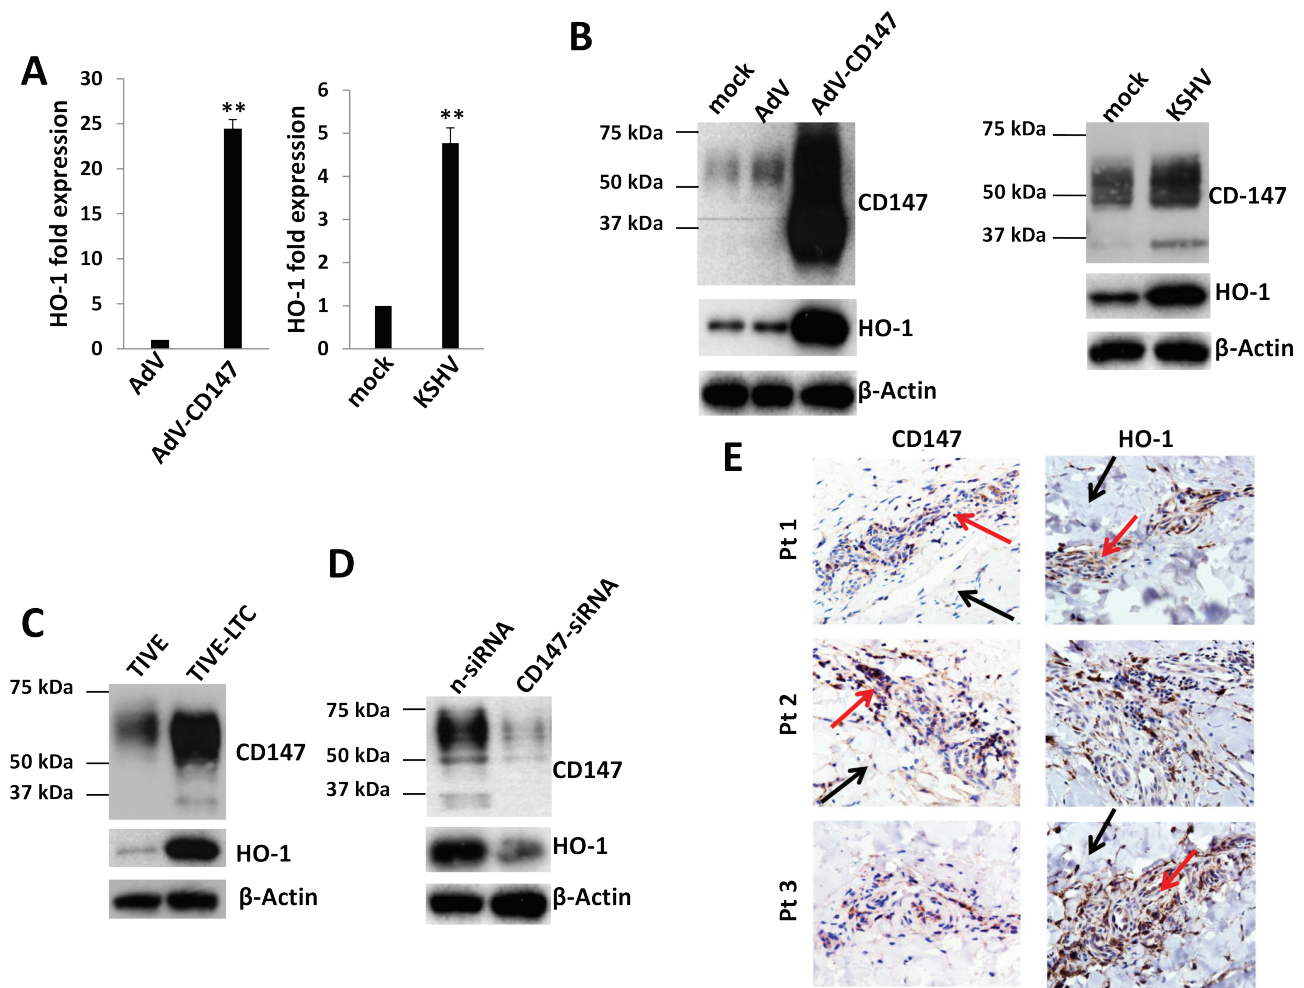 A
HO-1 fold expression
30
25
20
15
10
5
0
**
AdV
AdV-CD147
HO-1 fold expression
6
5
4
3
2
1
0
**
mock
KSHV
B
mock
AdV
AdV-CD147
75 kDa
50 kDa
37 kDa
CD147
HO-1
β-Actin
mock
KSHV
75 kDa
50 kDa
37 kDa
CD-147
HO-1
β-Actin
C
TIVE
TIVE-LTC
75 kDa
50 kDa
37 kDa
CD147
HO-1
β-Actin
D
n-siRNA
CD147-siRNA
75 kDa
50 kDa
37 kDa
CD147
HO-1
β-Actin
E
CD147
HO-1
Pt 1
Pt 2
Pt 3